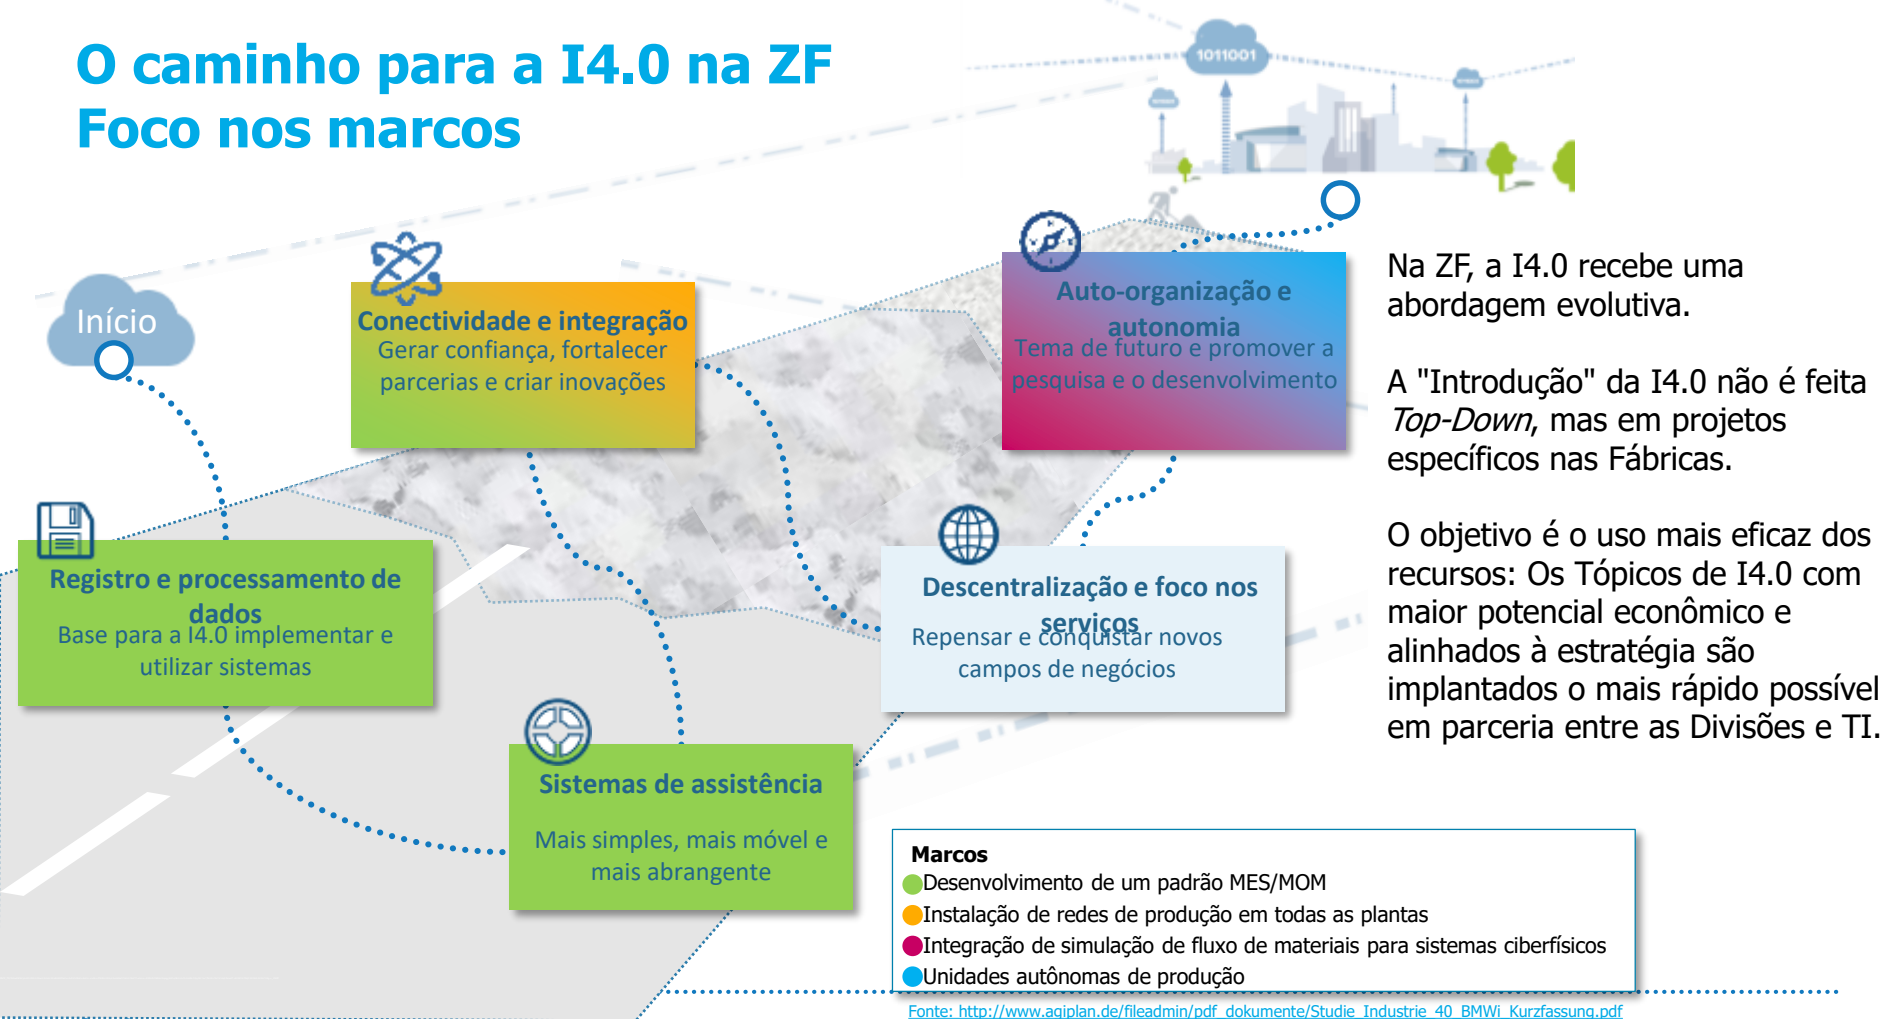 O caminho para a I4.0 na ZF
Foco nos marcos
1011001
Início
Conectividade e integração
Gerar confiança, fortalecer
parcerias e criar inovações
Auto-organização e
autonomia
Tema de futuro e promover a
pesquisa e o desenvolvimento
Registro e processamento de
dados
Base para a I4.0 implementar e
utilizar sistemas
Descentralização e foco nos
serviços
Repensar e conquistar novos
campos de negócios
Sistemas de assistência
Mais simples, mais móvel e
mais abrangente
Na ZF, a I4.0 recebe uma
abordagem evolutiva.
A "Introdução" da I4.0 não é feita
Top-Down, mas em projetos
específicos nas Fábricas.
O objetivo é o uso mais eficaz dos
recursos: Os Tópicos de I4.0 com
maior potencial econômico e
alinhados à estratégia são
implantados o mais rápido possível
em parceria entre as Divisões e TI.
Marcos
Desenvolvimento de um padrão MES/MOM
Instalação de redes de produção em todas as plantas
Integração de simulação de fluxo de materiais para sistemas ciberfísicos
Unidades autônomas de produção
Fonte: http://www.agiplan.de/fileadmin/pdf_dokumente/Studie_Industrie_40_BMWi_Kurzfassung.pdf